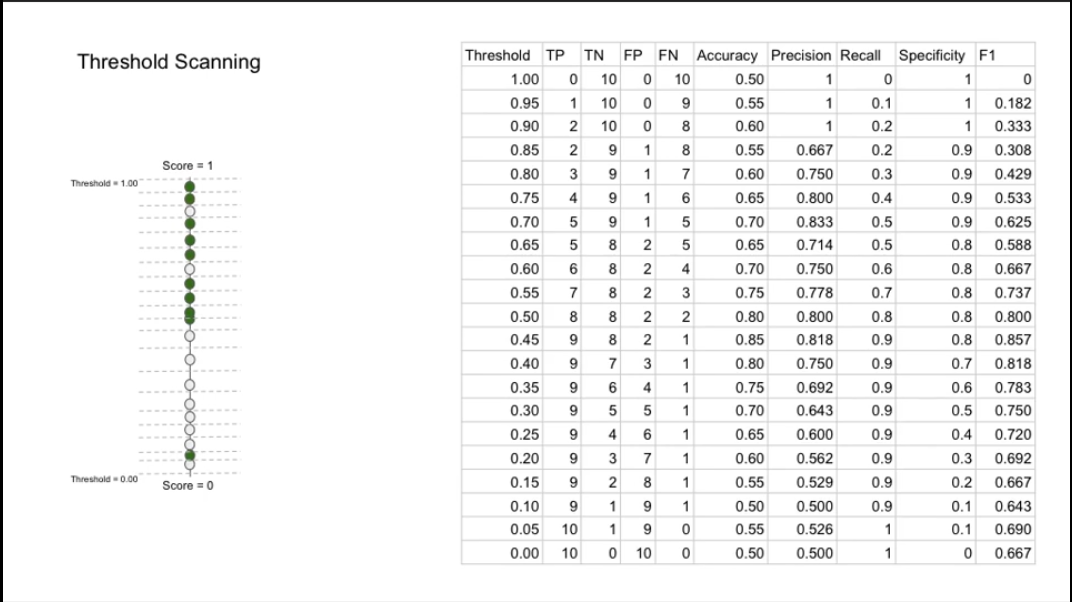 Threshold Scanning
Score = 1
Threshold = 1.00
Threshold = 0.00
Score = 0
Threshold TP TN FP FN Accuracy Precision Recall Specificity F1
1.00 0 10 0 10 0.50 1 0 1 0
0.95 1 10 0 9 0.55 1 0.1 1 0.182
0.90 2 10 0 8 0.60 1 0.2 1 0.333
0.85 2 9 1 8 0.55 0.667 0.2 0.9 0.308
0.80 3 9 1 7 0.60 0.750 0.3 0.9 0.429
0.75 4 9 1 6 0.65 0.800 0.4 0.9 0.533
0.70 5 9 1 5 0.70 0.833 0.5 0.9 0.625
0.65 5 8 2 5 0.65 0.714 0.5 0.8 0.588
0.60 6 8 2 4 0.70 0.750 0.6 0.8 0.667
0.55 7 8 2 3 0.75 0.778 0.7 0.8 0.737
0.50 8 8 2 2 0.80 0.800 0.8 0.8 0.800
0.45 9 8 2 1 0.85 0.818 0.9 0.8 0.857
0.40 9 7 3 1 0.80 0.750 0.9 0.7 0.818
0.35 9 6 4 1 0.75 0.692 0.9 0.6 0.783
0.30 9 5 5 1 0.70 0.643 0.9 0.5 0.750
0.25 9 4 6 1 0.65 0.600 0.9 0.4 0.720
0.20 9 3 7 1 0.60 0.562 0.9 0.3 0.692
0.15 9 2 8 1 0.55 0.529 0.9 0.2 0.667
0.10 9 1 9 1 0.50 0.500 0.9 0.1 0.643
0.05 10 1 9 0 0.55 0.526 1 0.1 0.690
0.00 10 0 10 0 0.50 0.500 1 0 0.667